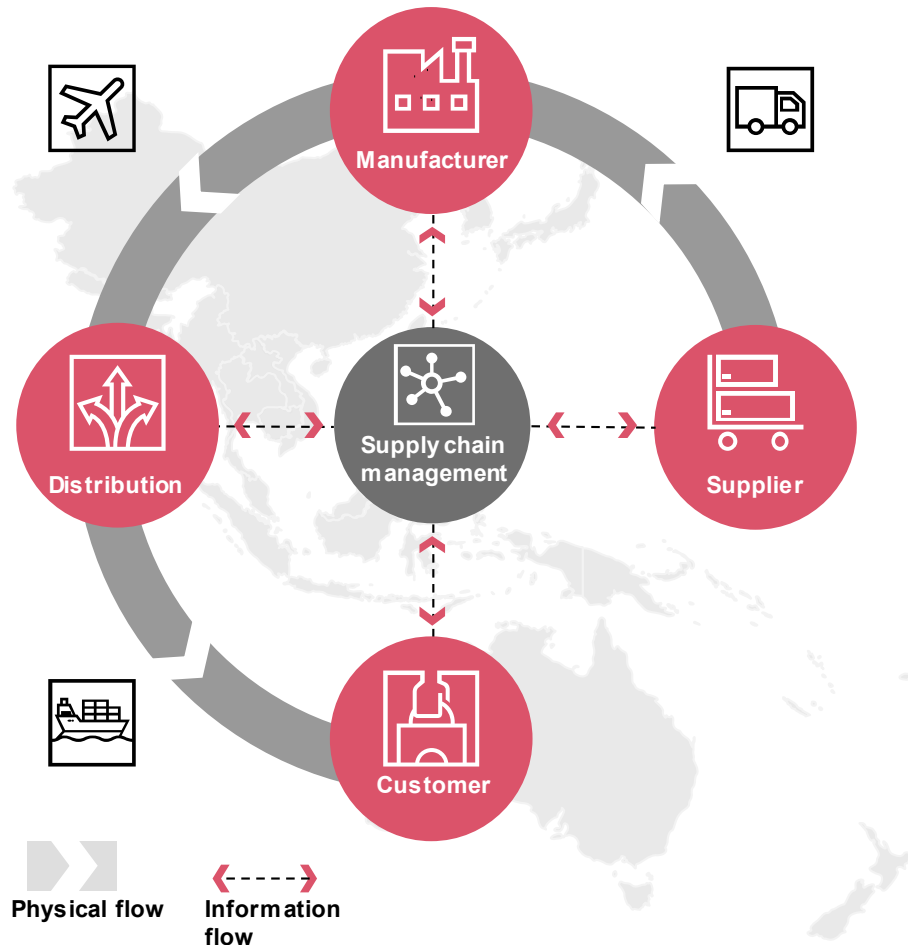 Manufacturer
Distribution
Supply chain
management
Supplier
Customer
Physical flow
Information
flow